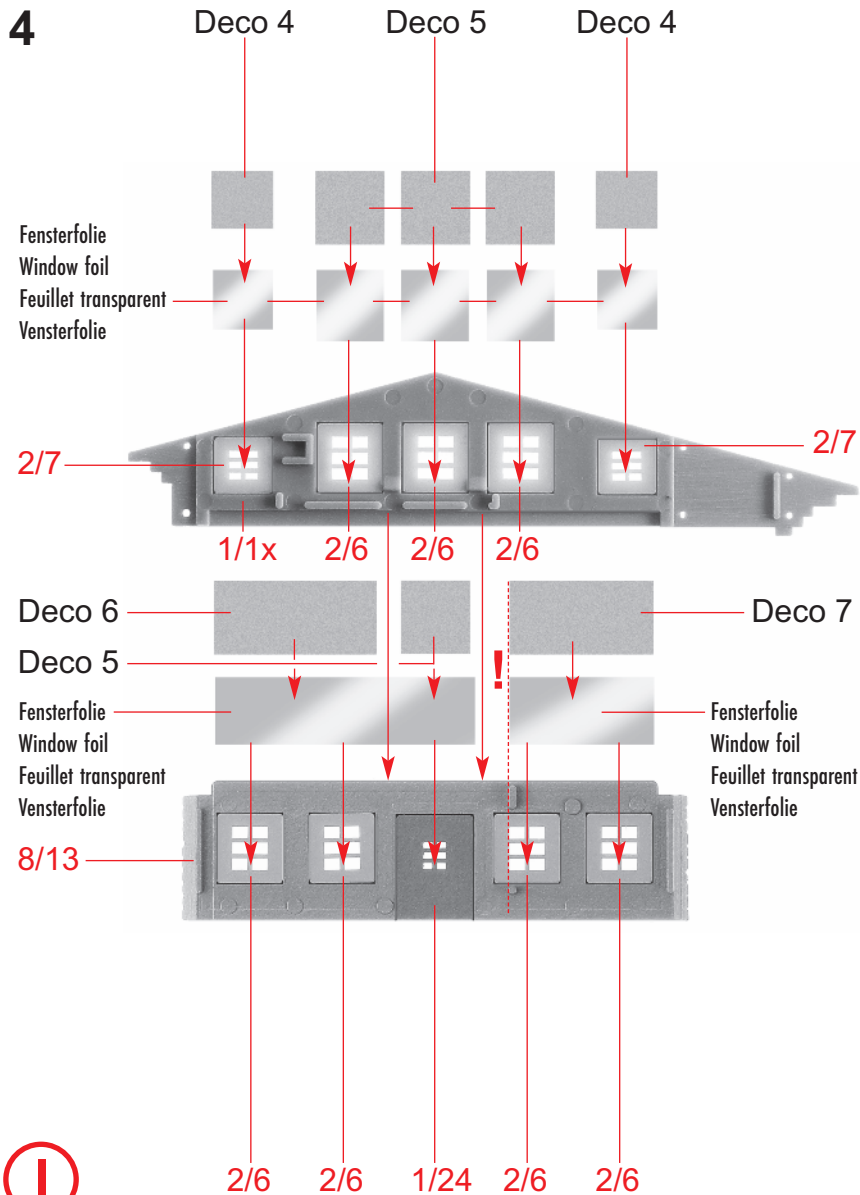 4
Deco 4 Deco 5 Deco 4
Fensterfolie
Window foil
Feuillet transparent
Vensterfolie
2/7 2/7
1/1x 2/6 2/6 2/6
Deco 6 Deco 7
Deco 5
!
Fensterfolie
Window foil
Feuillet transparent
Vensterfolie
Fensterfolie
Window foil
Feuillet transparent
Vensterfolie
8/13
2/6 2/6 1/24 2/6 2/6